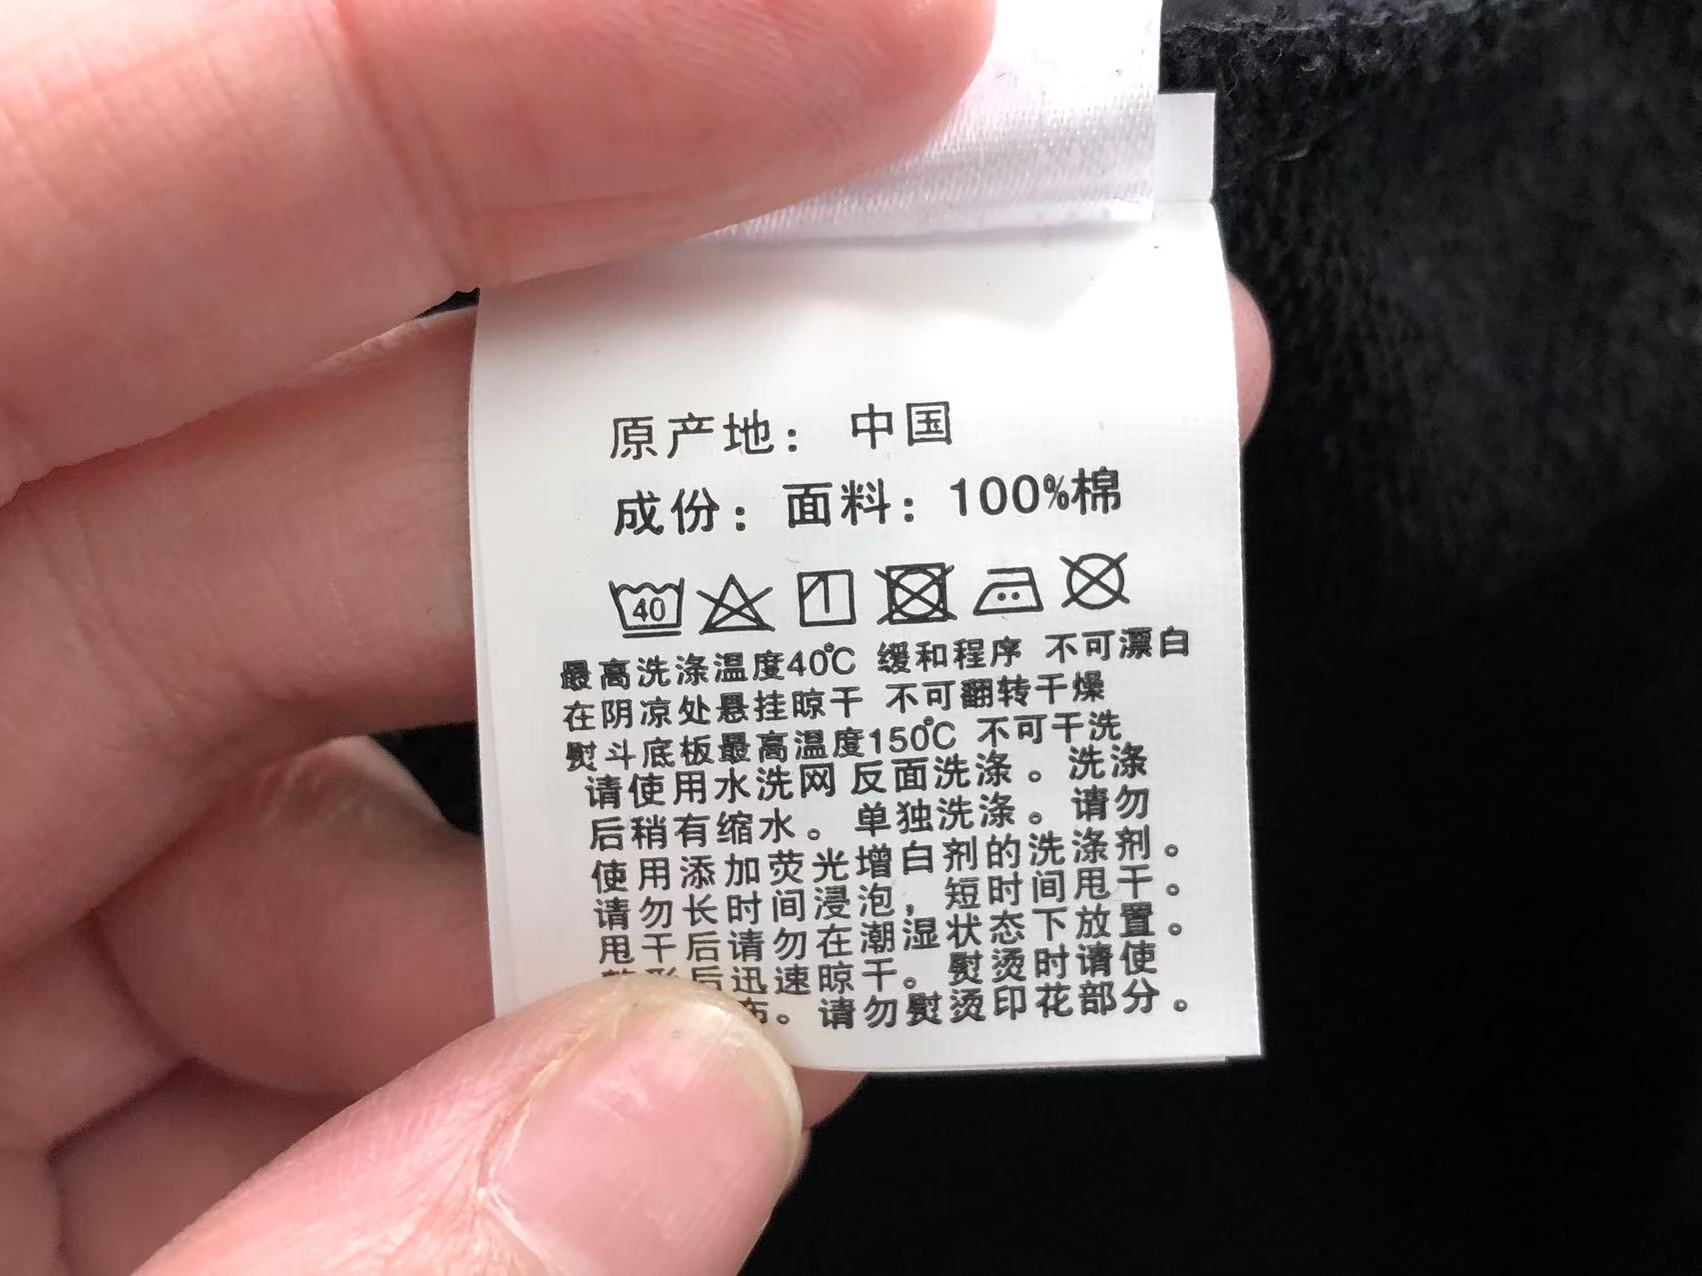 原产地： 中国
成份：面料：100%棉
40
最高洗涤温度40℃ 缓和程序 不可漂白
在阴凉处悬挂晾干 不可翻转干燥
熨斗底板最高温度150℃ 不可干洗
请使用水洗网 反面洗涤。洗涤
后稍有缩水。 单独洗涤。请勿
使用添加荧光增白剂的洗涤剂。
请勿长时间浸泡，短时间甩干。
甩干后请勿在潮湿状态下放置。
后迅速晾干。熨烫时请使
布。请勿熨烫印花部分。